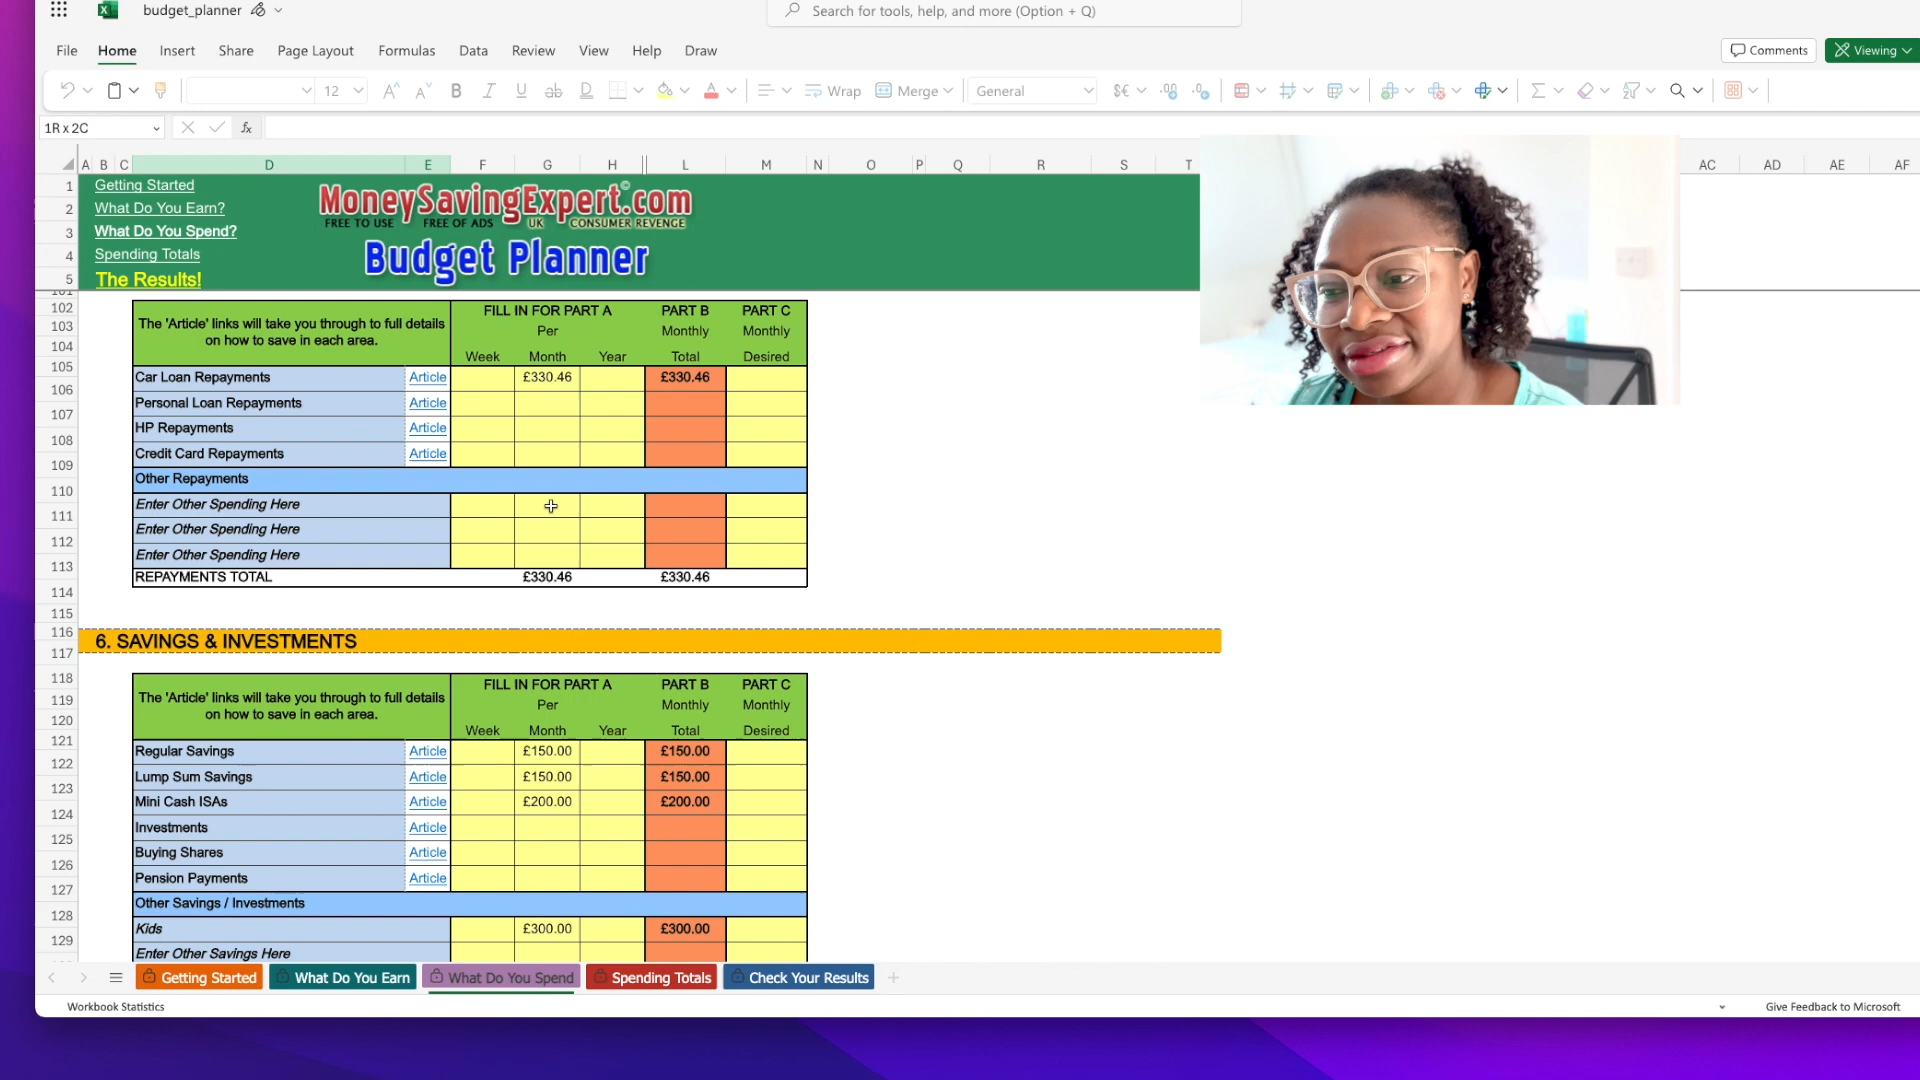 budget_planner
Search for tools, help, and more (Option + Q)
File Home Insert Share Page Layout Formulas Data Review View Help Draw
Comments Viewing
12 Wrap Merge General
1R x 2C fx
A B C D E F G H L M N O P Q R S T AC AD AE AF
1 Getting Started
2 What Do You Earn?
3 What Do You Spend?
4 Spending Totals
5 The Results!
MoneySavingExpert.com©
FREE TO USE FREE OF ADS UK CONSUMER REVENGE
Budget Planner
102 FILL IN FOR PART A PART B PART C
103 The 'Article' links will take you through to full details Per Monthly Monthly
104 on how to save in each area. Week Month Year Total Desired
105 Car Loan Repayments Article £330.46 £330.46
106 Personal Loan Repayments Article
107 HP Repayments Article
108 Credit Card Repayments Article
109 Other Repayments
110 Enter Other Spending Here
111 Enter Other Spending Here
112 Enter Other Spending Here
113 REPAYMENTS TOTAL £330.46 £330.46
114
115
116 6. SAVINGS & INVESTMENTS
117
118 FILL IN FOR PART A PART B PART C
119 The 'Article' links will take you through to full details Per Monthly Monthly
120 on how to save in each area. Week Month Year Total Desired
121 Regular Savings Article £150.00 £150.00
122 Lump Sum Savings Article £150.00 £150.00
123 Mini Cash ISAs Article £200.00 £200.00
124 Investments Article
125 Buying Shares Article
126 Pension Payments Article
127 Other Savings / Investments
128 Kids £300.00 £300.00
129 Enter Other Savings Here
Getting Started What Do You Earn What Do You Spend Spending Totals Check Your Results
Workbook Statistics Give Feedback to Microsoft